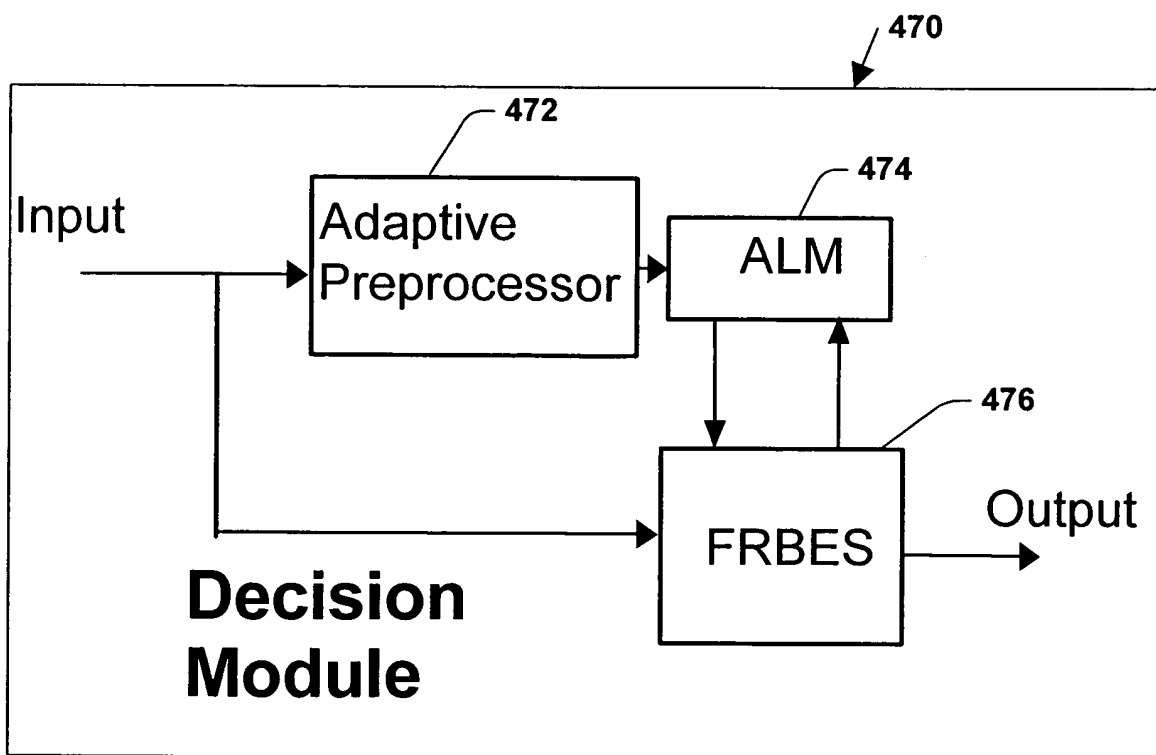 470
472
474
Input
Adaptive
Preprocessor
ALM
476
FRBES
Output
Decision
Module